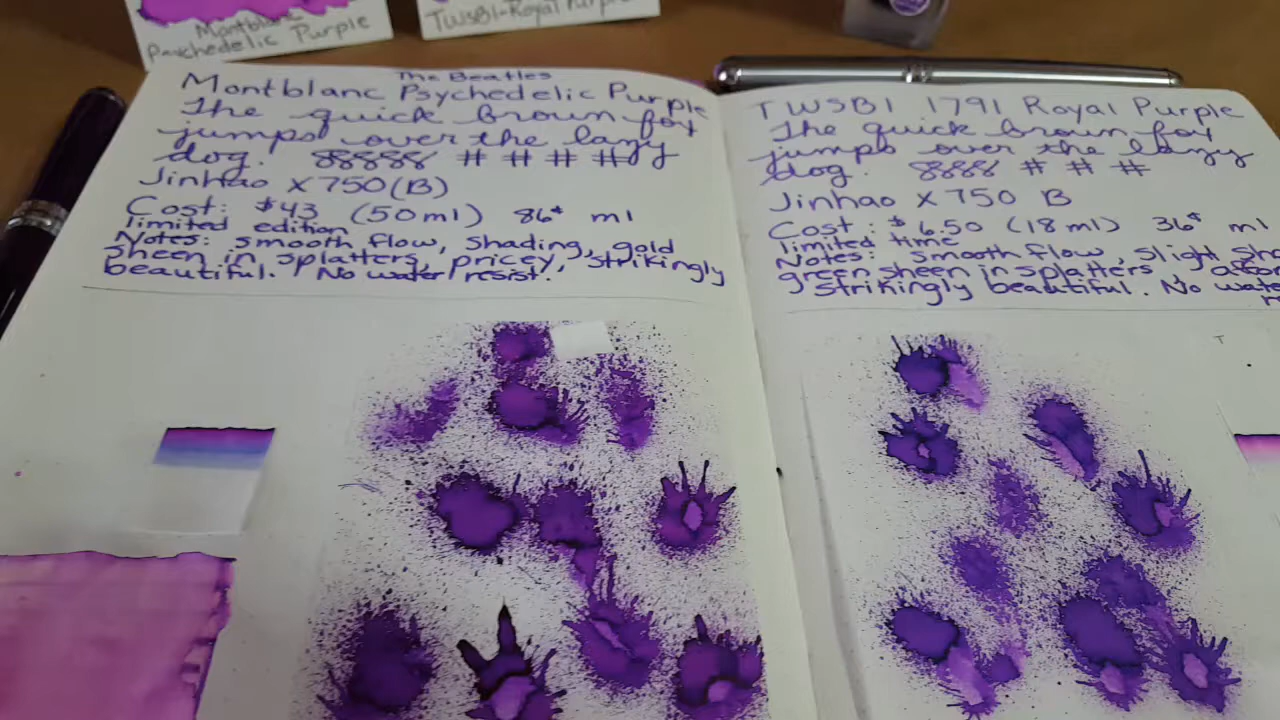 Montblanc
Psychedelic Purple
TWSBI-Royal Purple
The Beatles
Montblanc Psychedelic Purple
The quick brown fox
jumps over the lazy
dog. 88888 # # # #
Jinhao X750 (B)
Cost: $43 (50ml) 86¢ ml
limited edition
Notes: smooth flow, shading, gold
sheen in splatters, pricey, strikingly
beautiful. No water resist.
TWSBI 1791 Royal Purple
The quick brown fox
jumps over the lazy
dog. 8888 # # #
Jinhao X750 B
Cost: $6.50 (18ml) 36¢ ml
limited time
Notes: smooth flow, slight sha
green sheen in splatters, affor
strikingly beautiful. No wate
r